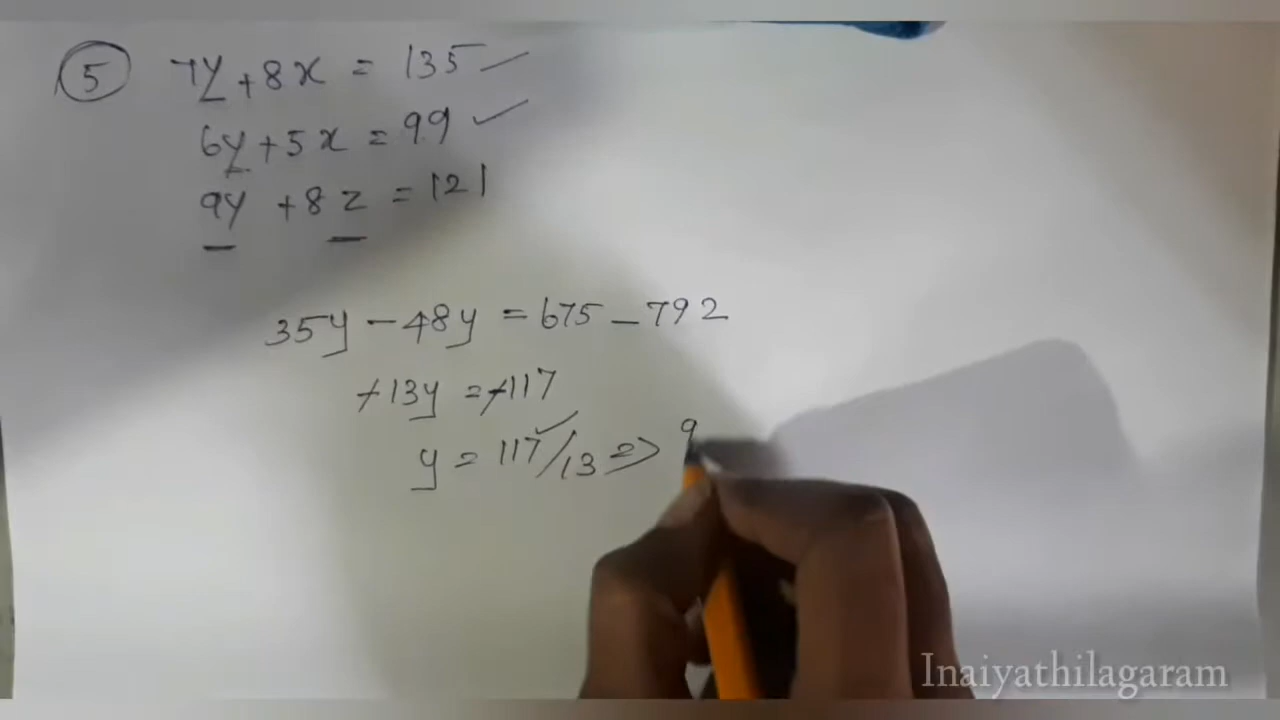 5 7y + 8x = 135 ✓
6y + 5x = 99 ✓
9y + 8z = 121
35y - 48y = 675 - 792
-13y = -117
y = 117/13 => 9
Inaiyathilagaram